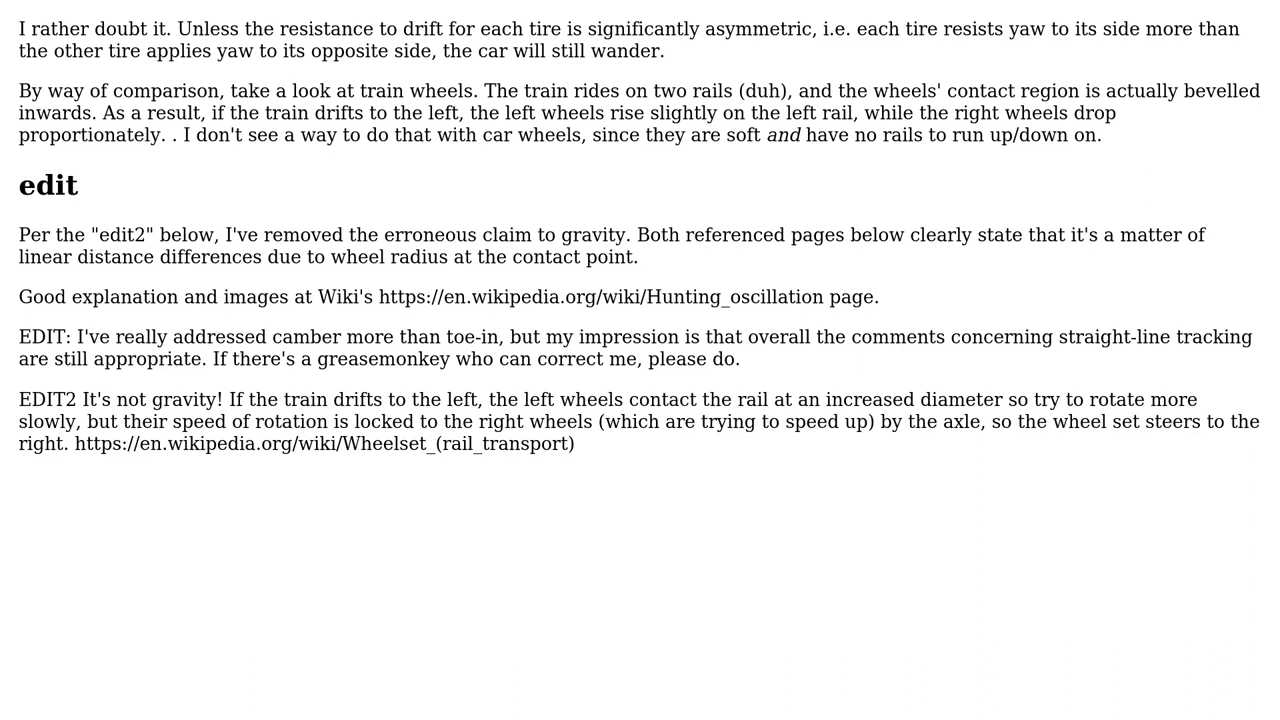 I rather doubt it. Unless the resistance to drift for each tire is significantly asymmetric, i.e. each tire resists yaw to its side more than
the other tire applies yaw to its opposite side, the car will still wander.
By way of comparison, take a look at train wheels. The train rides on two rails (duh), and the wheels' contact region is actually bevelled
inwards. As a result, if the train drifts to the left, the left wheels rise slightly on the left rail, while the right wheels drop
proportionately. . I don't see a way to do that with car wheels, since they are soft and have no rails to run up/down on.
edit
Per the "edit2" below, I've removed the erroneous claim to gravity. Both referenced pages below clearly state that it's a matter of
linear distance differences due to wheel radius at the contact point.
Good explanation and images at Wiki's https://en.wikipedia.org/wiki/Hunting_oscillation page.
EDIT: I've really addressed camber more than toe-in, but my impression is that overall the comments concerning straight-line tracking
are still appropriate. If there's a greasemonkey who can correct me, please do.
EDIT2 It's not gravity! If the train drifts to the left, the left wheels contact the rail at an increased diameter so try to rotate more
slowly, but their speed of rotation is locked to the right wheels (which are trying to speed up) by the axle, so the wheel set steers to the
right. https://en.wikipedia.org/wiki/Wheelset_(rail_transport)